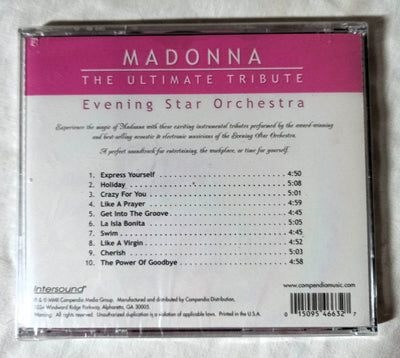 MADONNA
THE ULTIMATE TRIBUTE
Evening Star Orchestra
Experience the magic of Madonna with these exciting instrumental tributes performed by the award-winning
and best-selling acoustic & electronic musicians of the Evening Star Orchestra.
A perfect soundtrack for entertaining, the workplace, or time for yourself.
1. Express Yourself 4:50
2. Holiday 5:08
3. Crazy For You 5:01
4. Like A Prayer 4:59
5. Get Into The Groove 4:45
6. La Isla Bonita 5:05
7. Swim 4:45
8. Like A Virgin 4:52
9. Cherish 5:03
10. The Power Of Goodbye 4:58
intersound®
www.compendiamusic.com
℗ & © MMII Compendia Media Group. Manufactured and distributed by Compendia Distribution.
Windward Ridge Parkway, Alpharetta, GA 30005.
Warning: All rights reserved. Unauthorized duplication is a violation of applicable laws. Printed in the U.S.A.
0 15095 46632 7